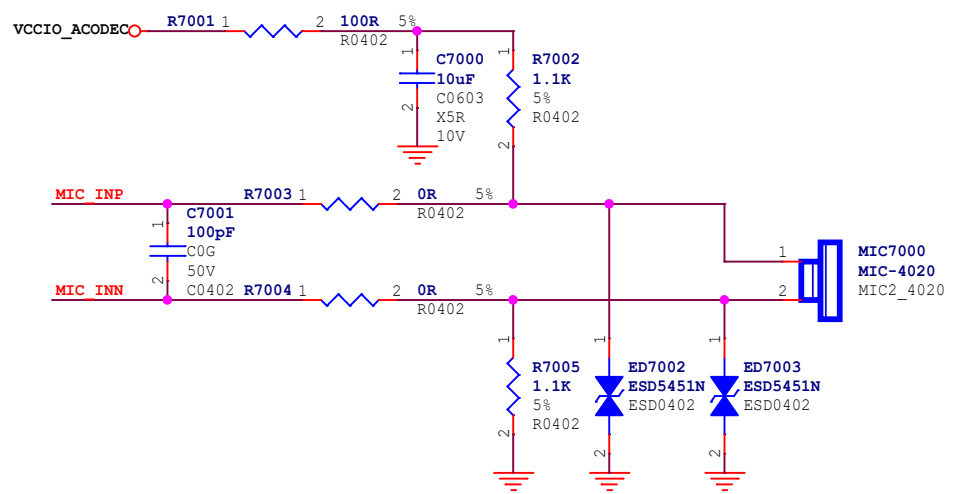 VCCIO_ACODEC
R7001 1 2 100R 5%
R0402
1 2
C7000
10uF
C0603
X5R
10V
1 2
R7002
1.1K
5%
R0402
MIC_INP
R7003 1 2 0R 5%
R0402
1 2
C7001
100pF
C0G
50V
C0402
MIC_INN
R7004 1 2 0R 5%
R0402
1
2
MIC7000
MIC-4020
MIC2_4020
1 2
R7005
1.1K
5%
R0402
1 2
ED7002
ESD5451N
ESD0402
1 2
ED7003
ESD5451N
ESD0402